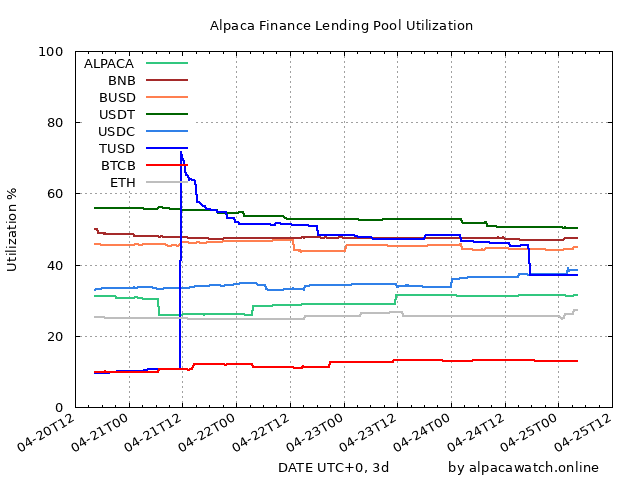 Alpaca Finance Lending Pool Utilization
100
80
60
40
20
0
Utilization %
ALPACA
BNB
BUSD
USDT
USDC
TUSD
BTCB
ETH
04-20T12
04-21T00
04-21T12
04-22T00
04-22T12
04-23T00
04-23T12
04-24T00
04-24T12
04-25T00
04-25T12
DATE UTC+0, 3d
by alpacawatch.online